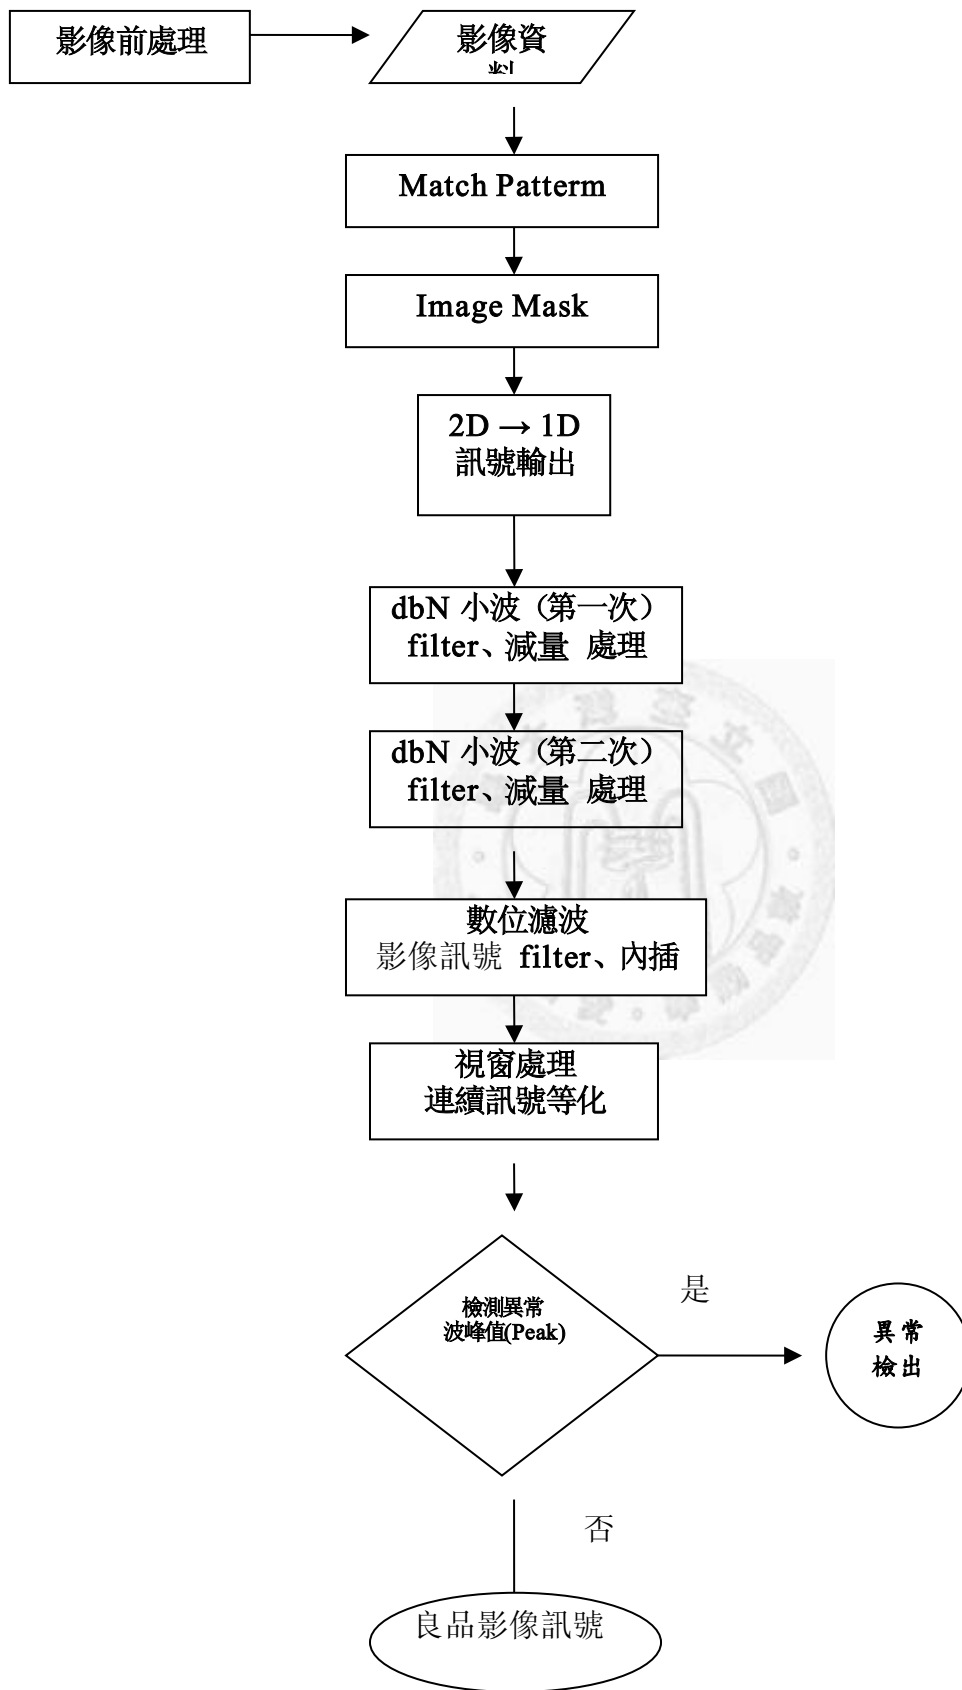 影像前處理
影像資
料
Match Patterm
Image Mask
2D → 1D
訊號輸出
dbN 小波（第一次）
filter、減量 處理
dbN 小波（第二次）
filter、減量 處理
數位濾波
影像訊號 filter、內插
視窗處理
連續訊號等化
檢測異常
波峰值(Peak)
是
異常
檢出
否
良品影像訊號